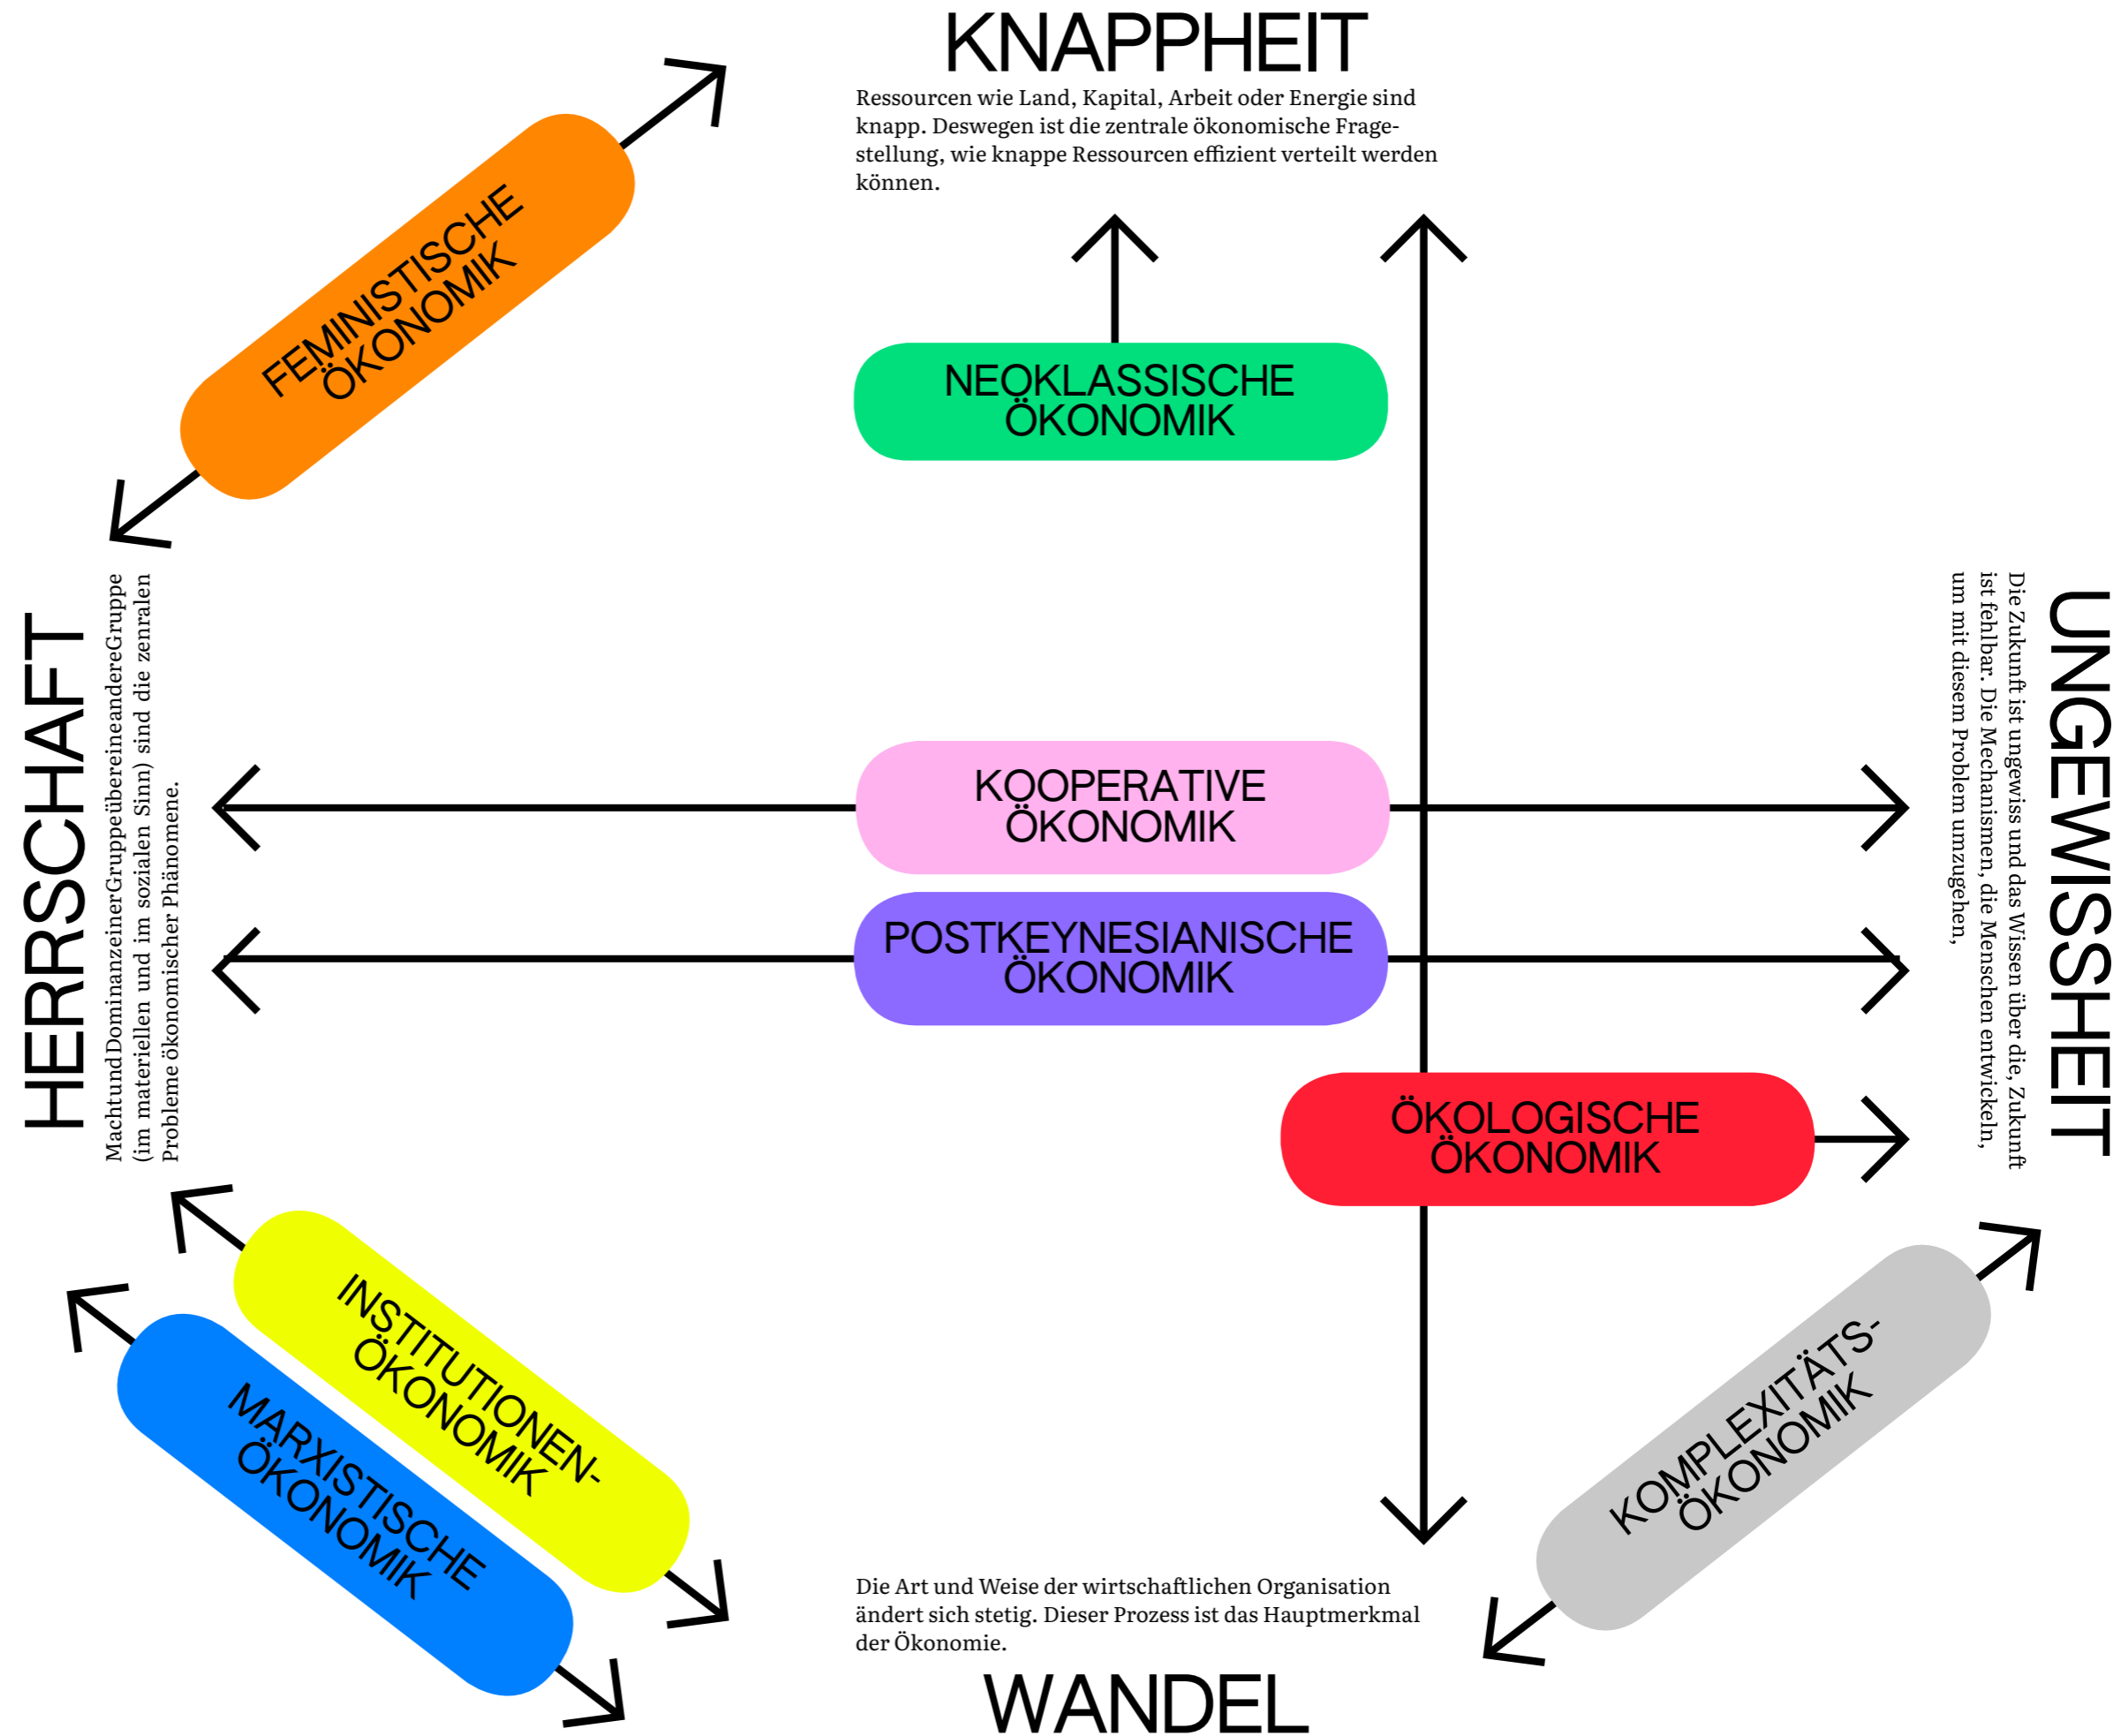 KNAPPHEIT
Ressourcen wie Land, Kapital, Arbeit oder Energie sind
knapp. Deswegen ist die zentrale ökonomische Frage-
stellung, wie knappe Ressourcen effizient verteilt werden
können.
FEMINISTISCHE
ÖKONOMIK
NEOKLASSISCHE
ÖKONOMIK
HERRSCHAFT
MachtundDominanzeinerGruppeübereineandereGruppe
(im materiellen und im sozialen Sinn) sind die zenralen
Probleme ökonomischer Phänomene.
KOOPERATIVE
ÖKONOMIK
POSTKEYNESIANISCHE
ÖKONOMIK
UNGEWISSHEIT
Die Zukunft ist ungewiss und das Wissen über die, Zukunft
ist fehlbar. Die Mechanismen, die Menschen entwickeln,
um mit diesem Problem umzugehen,
ÖKOLOGISCHE
ÖKONOMIK
INSTITUTIONEN-
ÖKONOMIK
MARXISTISCHE
ÖKONOMIK
KOMPLEXITÄTS-
ÖKONOMIK
Die Art und Weise der wirtschaftlichen Organisation
ändert sich stetig. Dieser Prozess ist das Hauptmerkmal
der Ökonomie.
WANDEL